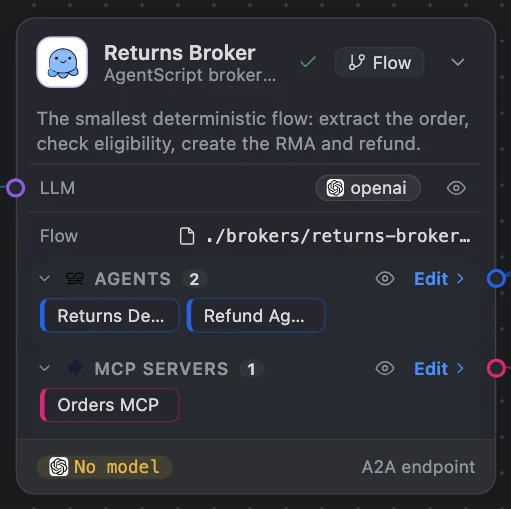 Returns Broker
AgentScript broker...
Flow
The smallest deterministic flow: extract the order,
check eligibility, create the RMA and refund.
LLM
openai
Flow
./brokers/returns-broker...
AGENTS 2
Edit >
Returns De...
Refund Ag...
MCP SERVERS 1
Edit >
Orders MCP
No model
A2A endpoint